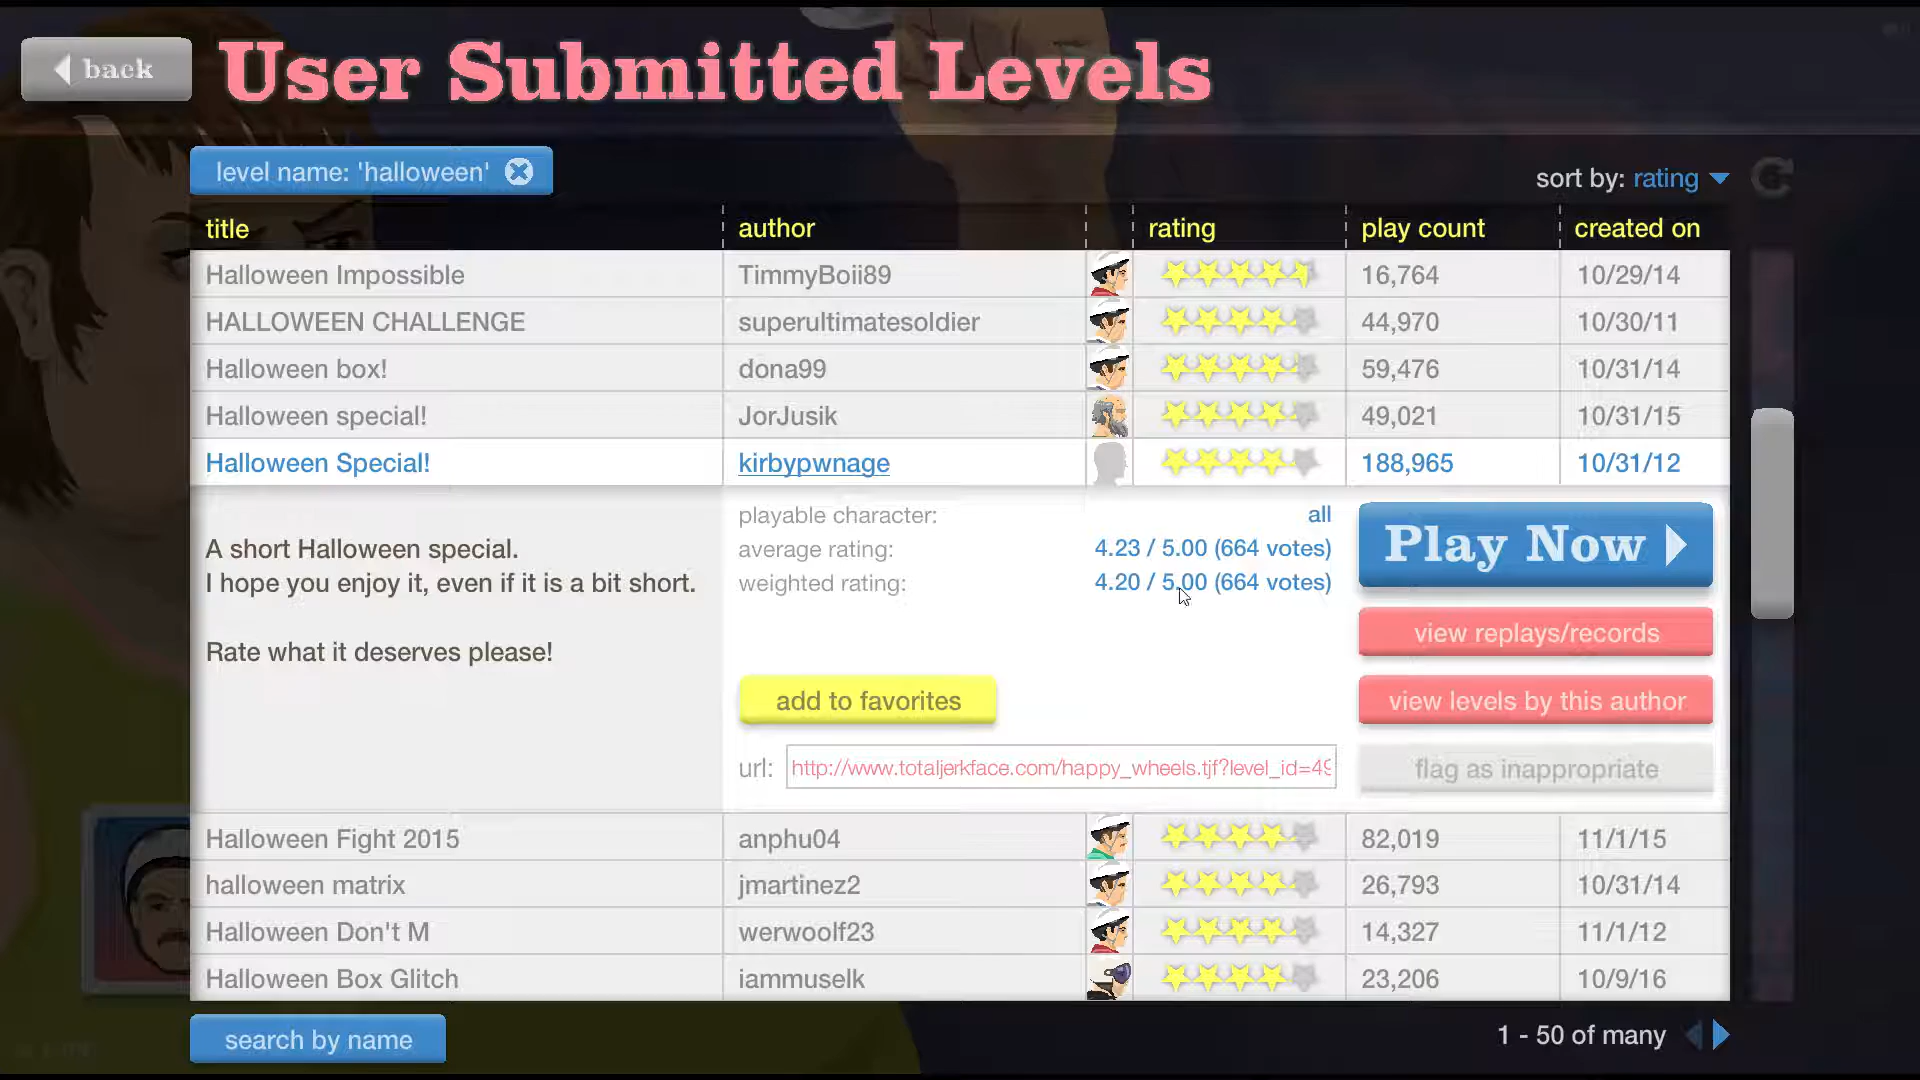 back
User Submitted Levels
level name: 'halloween'
sort by: rating
title author rating play count created on
Halloween Impossible TimmyBoii89 16,764 10/29/14
HALLOWEEN CHALLENGE superultimatesoldier 44,970 10/30/11
Halloween box! dona99 59,476 10/31/14
Halloween special! JorJusik 49,021 10/31/15
Halloween Special! kirbypwnage 188,965 10/31/12
A short Halloween special.
I hope you enjoy it, even if it is a bit short.
Rate what it deserves please!
playable character: all
average rating: 4.23 / 5.00 (664 votes)
weighted rating: 4.20 / 5.00 (664 votes)
add to favorites
url: http://www.totaljerkface.com/happy_wheels.tjf?level_id=49
Play Now
view replays/records
view levels by this author
flag as inappropriate
Halloween Fight 2015 anphu04 82,019 11/1/15
halloween matrix jmartinez2 26,793 10/31/14
Halloween Don't M werwoolf23 14,327 11/1/12
Halloween Box Glitch iammuselk 23,206 10/9/16
search by name
1 - 50 of many